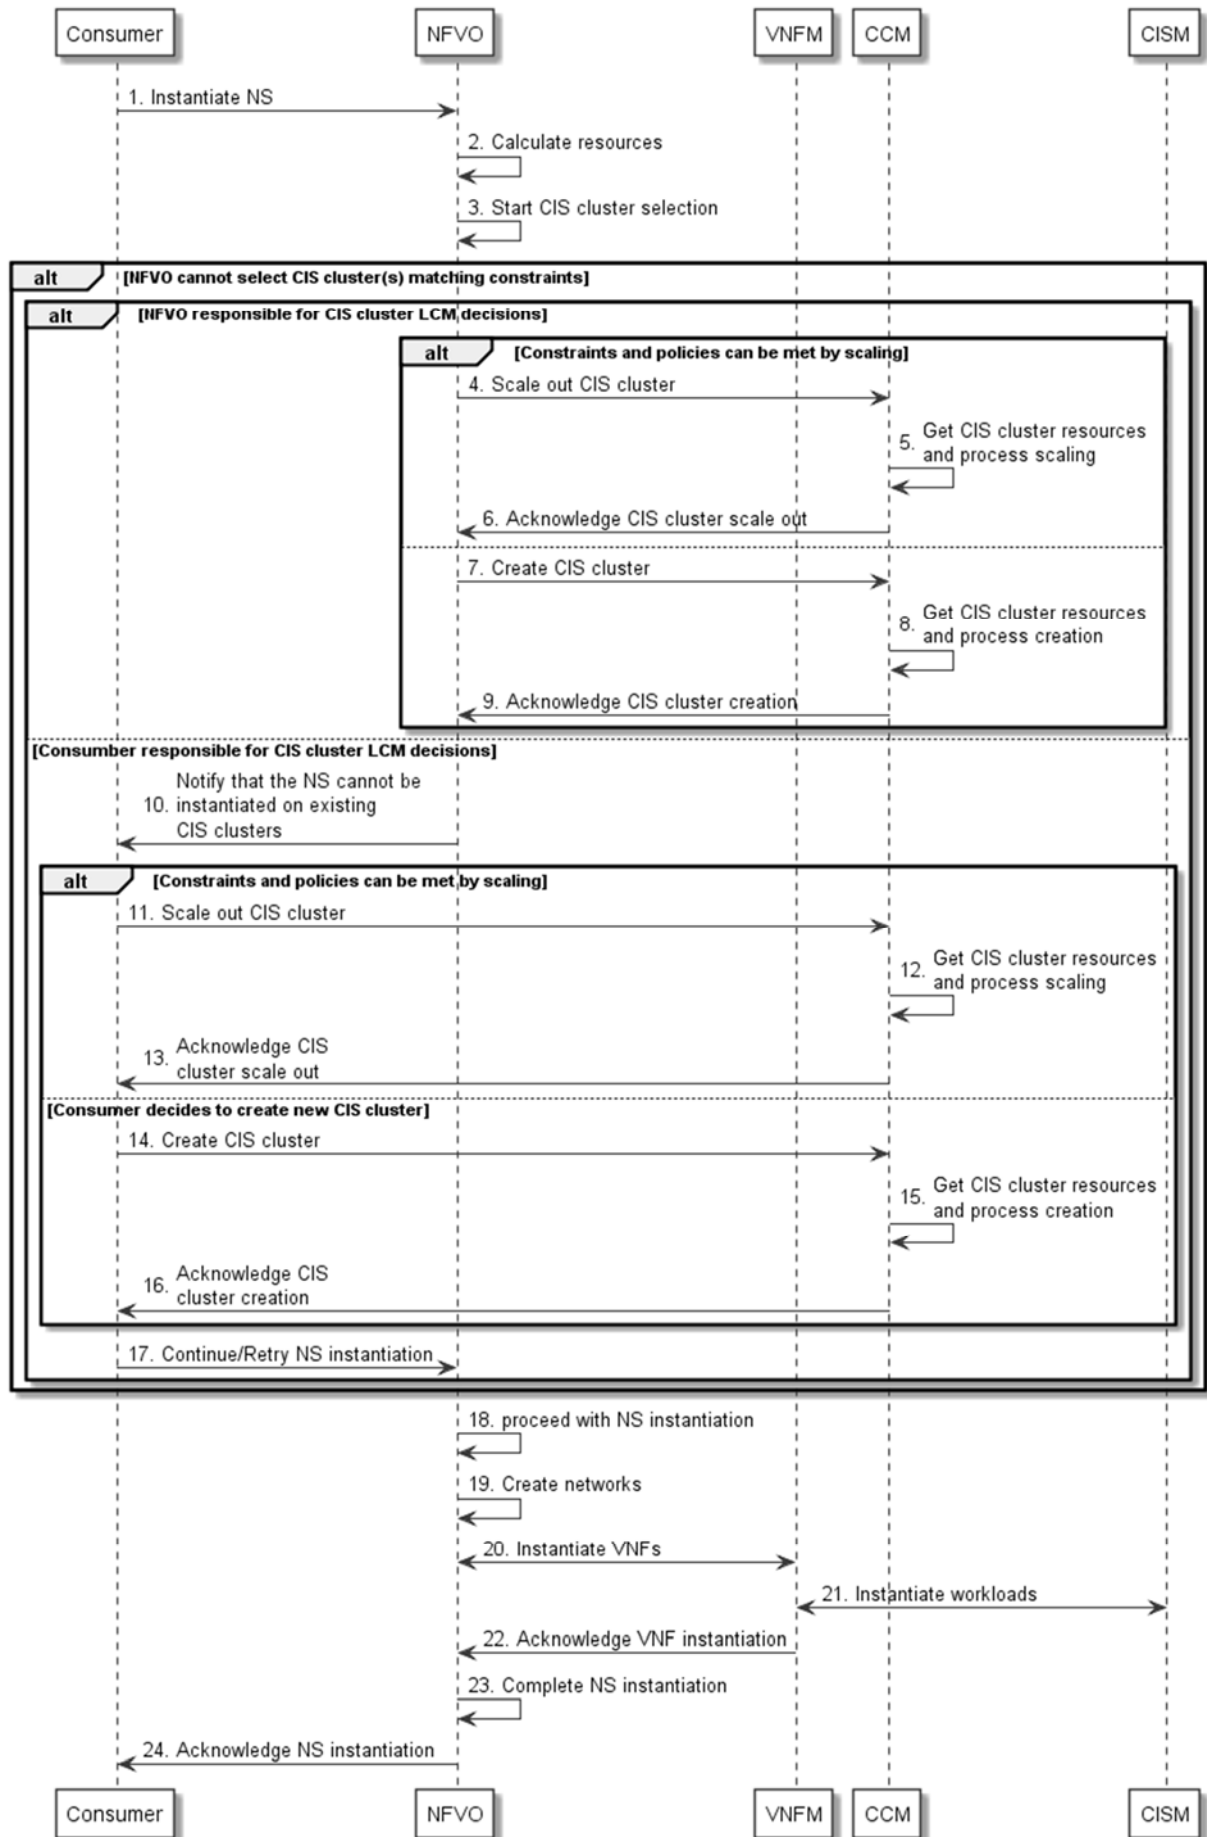 Consumer
NFVO
VNFM
CCM
CISM
1. Instantiate NS
2. Calculate resources
3. Start CIS cluster selection
alt
[NFVO cannot select CIS cluster(s) matching constraints]
alt
[NFVO responsible for CIS cluster LCM decisions]
alt
[Constraints and policies can be met by scaling]
4. Scale out CIS cluster
5. Get CIS cluster resources
and process scaling
6. Acknowledge CIS cluster scale out
7. Create CIS cluster
8. Get CIS cluster resources
and process creation
9. Acknowledge CIS cluster creation
[Consumber responsible for CIS cluster LCM decisions]
10. Notify that the NS cannot be
instantiated on existing
CIS clusters
alt
[Constraints and policies can be met by scaling]
11. Scale out CIS cluster
12. Get CIS cluster resources
and process scaling
13. Acknowledge CIS
cluster scale out
[Consumer decides to create new CIS cluster]
14. Create CIS cluster
15. Get CIS cluster resources
and process creation
16. Acknowledge CIS
cluster creation
17. Continue/Retry NS instantiation
18. proceed with NS instantiation
19. Create networks
20. Instantiate VNFs
21. Instantiate workloads
22. Acknowledge VNF instantiation
23. Complete NS instantiation
24. Acknowledge NS instantiation
Consumer
NFVO
VNFM
CCM
CISM